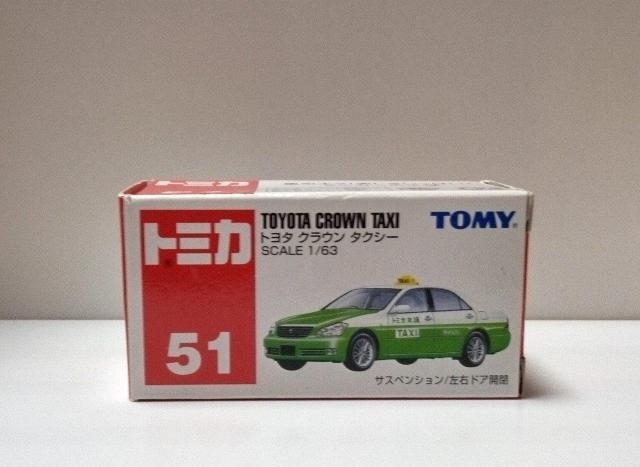 トミカ
51
TOYOTA CROWN TAXI
トヨタ クラウン タクシー
SCALE 1/63
TOMY
TAXI
サスペンション/左右ドア開閉